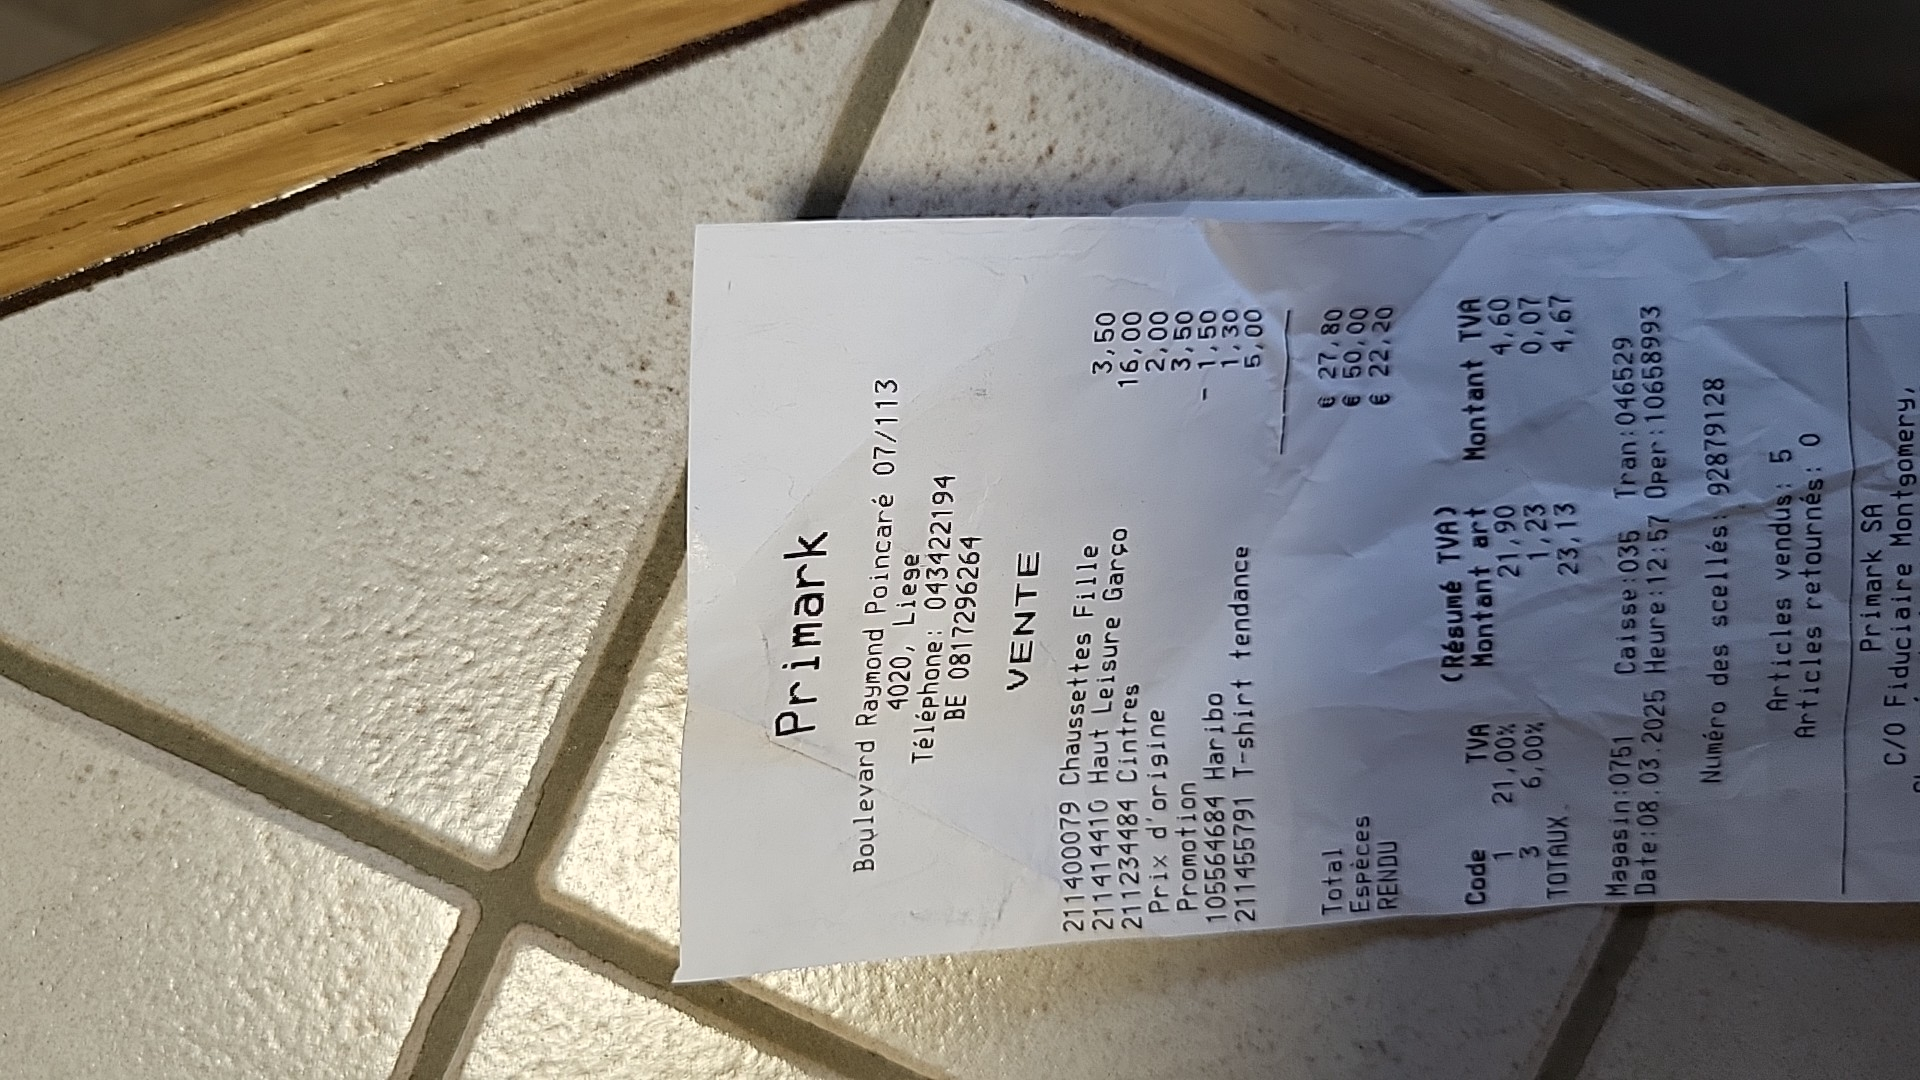 Primark
Boulevard Raymond Poincaré 07/113
4020, Liege
Téléphone: 043422194
BE 0817296264
VENTE
211400079 Chaussettes Fille 3,50
211414410 Haut Leisure Garço 16,00
211234484 Cintres 2,00
Prix d'origine 3,50
Promotion - 1,50
105564684 Haribo 1,30
211455791 T-shirt tendance 5,00
Total € 27,80
Espèces € 50,00
RENDU € 22,20
(Résumé TVA)
Code TVA Montant art Montant TVA
1 21,00% 21,90 4,60
3 6,00% 1,23 0,07
TOTAUX 23,13 4,67
Magasin:0751 Caisse:035 Tran:046529
Date:08.03.2025 Heure:12:57 Oper:10658993
Numéro des scellés: 928779128
Articles vendus: 5
Articles retournés: 0
Primark SA
C/O Fiduciaire Montgomery,